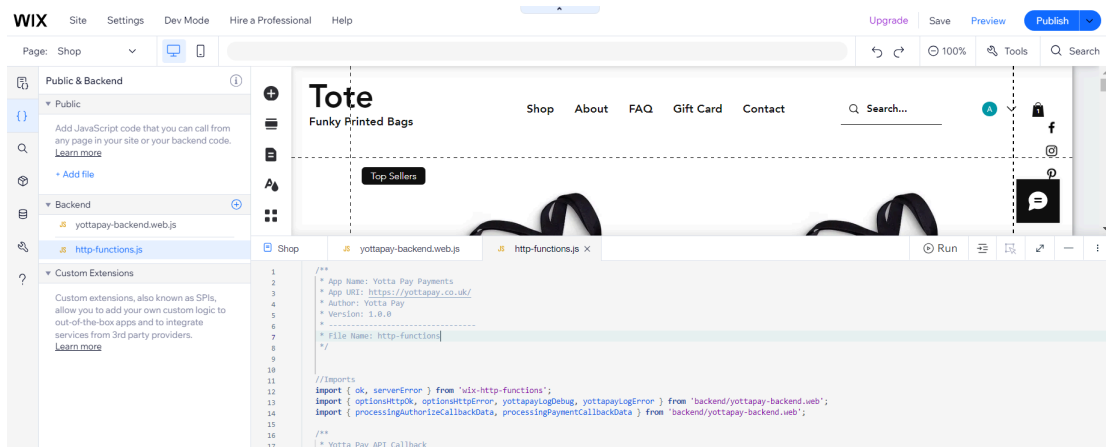 WIX Site Settings Dev Mode Hire a Professional Help Upgrade Save Preview Publish
Page: Shop 100% Tools Search
Public & Backend
Public
Add JavaScript code that you can call from
any page in your site or your backend code.
Learn more
+ Add file
Backend
JS yottapay-backend.web.js
JS http-functions.js
Custom Extensions
Custom extensions, also known as SPIs,
allow you to add your own custom logic to
out-of-the-box apps and to integrate
services from 3rd party providers.
Learn more
Tote
Funky Printed Bags
Shop About FAQ Gift Card Contact Search... A 1
Top Sellers
Shop JS yottapay-backend.web.js JS http-functions.js × Run
1 /**
2 * App Name: Yotta Pay Payments
3 * App URI: https://yottapay.co.uk/
4 * Author: Yotta Pay
5 * Version: 1.0.0
6 * ---------------------------------
7 * File Name: http-functions
8 */
9
10
11 //Imports
12 import { ok, serverError } from 'wix-http-functions';
13 import { optionsHttpOk, optionsHttpError, yottapayLogDebug, yottapayLogError } from 'backend/yottapay-backend.web';
14 import { processingAuthorizeCallbackData, processingPaymentCallbackData } from 'backend/yottapay-backend.web';
15
16 /**
17 * Yotta Pay API Callback